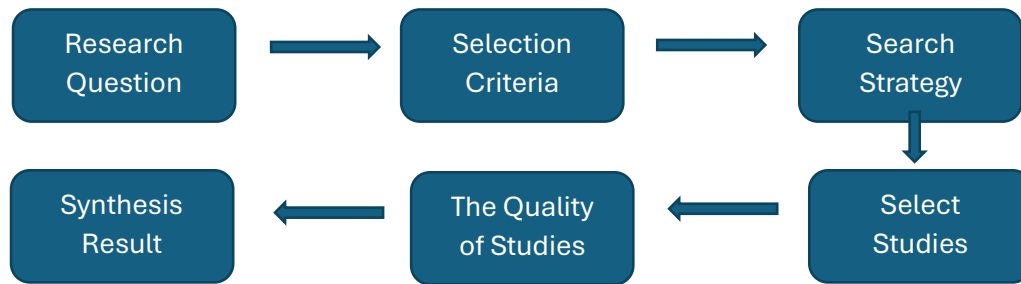 Research
Question
Selection
Criteria
Search
Strategy
Select
Studies
The Quality
of Studies
Synthesis
Result